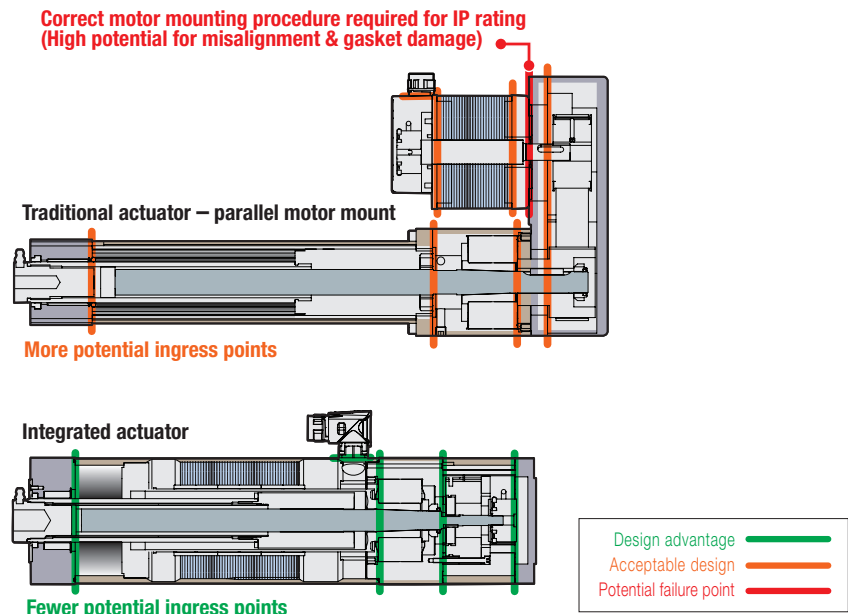 Correct motor mounting procedure required for IP rating
(High potential for misalignment & gasket damage)
Traditional actuator – parallel motor mount
More potential ingress points
Integrated actuator
Fewer potential ingress points
Design advantage
Acceptable design
Potential failure point